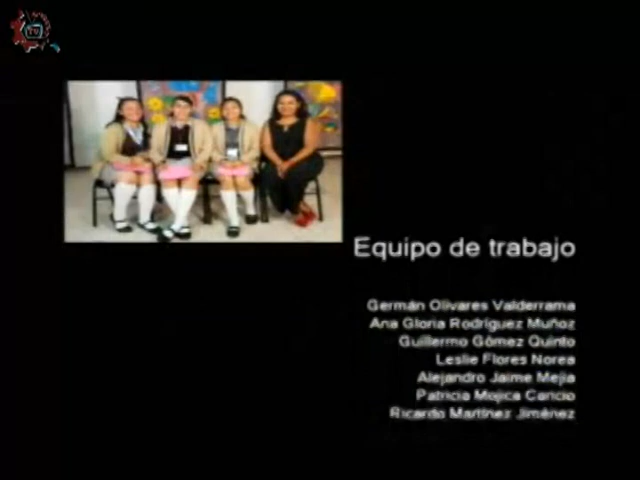 TV
Equipo de trabajo
Germán Olivares Valderrama
Ana Gloria Rodríguez Muñoz
Guillermo Gómez Quinto
Leslie Flores Norea
Alejandro Jaime Mejía
Patricia Mojica Cancio
Ricardo Martínez Jiménez